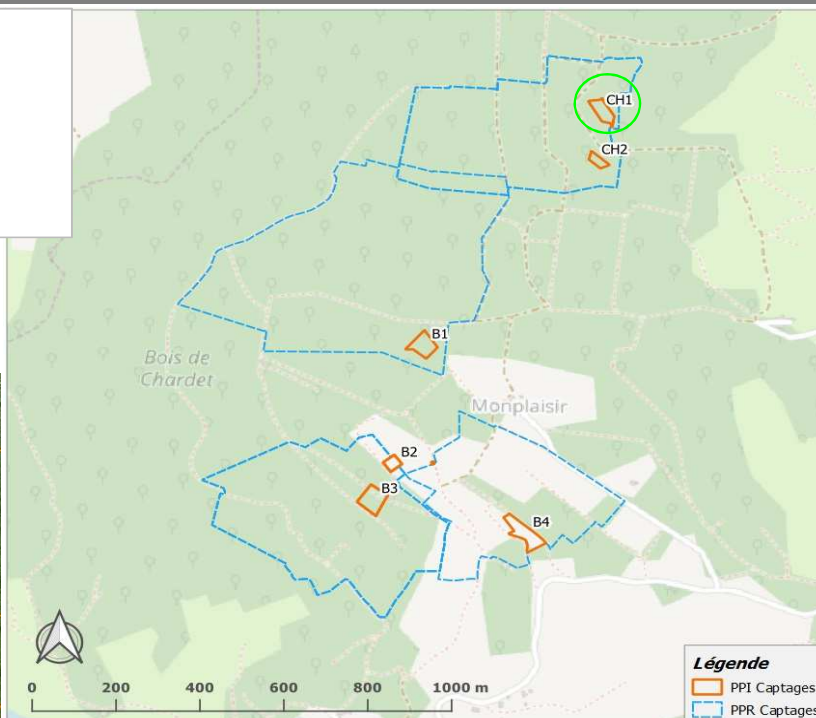 CH1
CH2
B1
Bois de
Chardet
Monplaisir
B2
B3
B4
0 200 400 600 800 1000 m
Légende
PPI Captages
PPR Captages